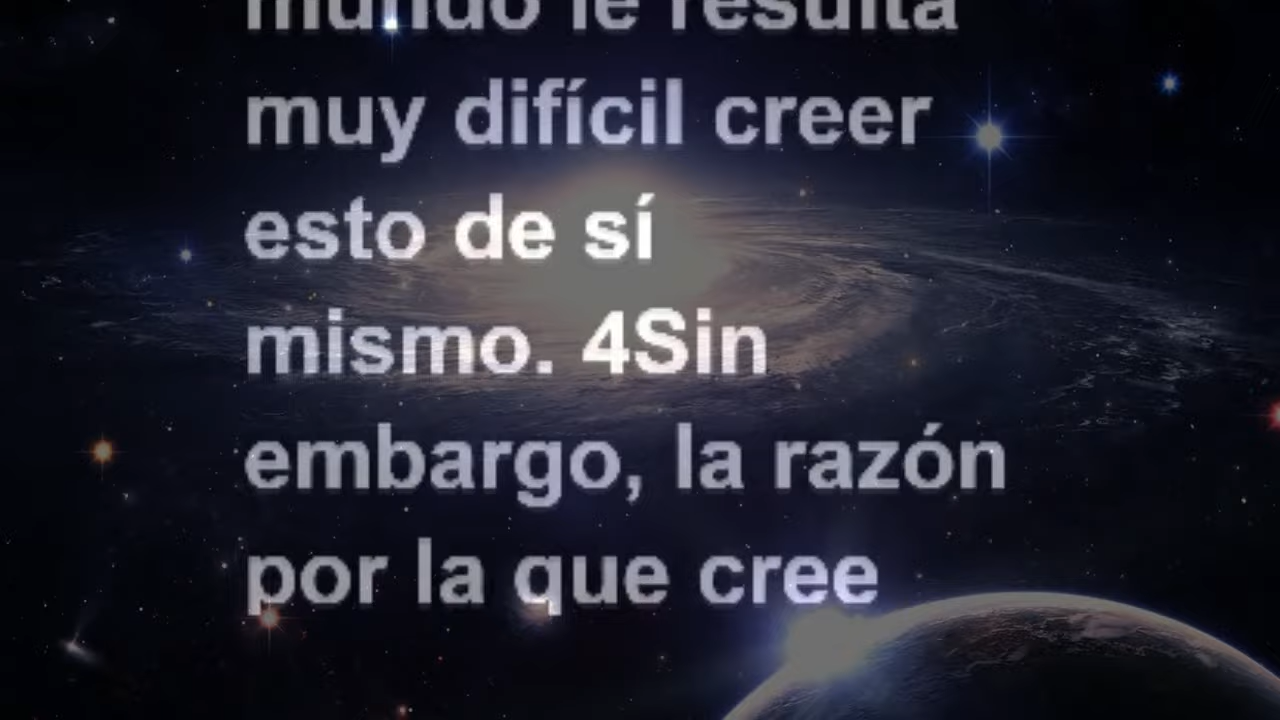 mundo le resulta
muy difícil creer
esto de sí
mismo. 4Sin
embargo, la razón
por la que cree